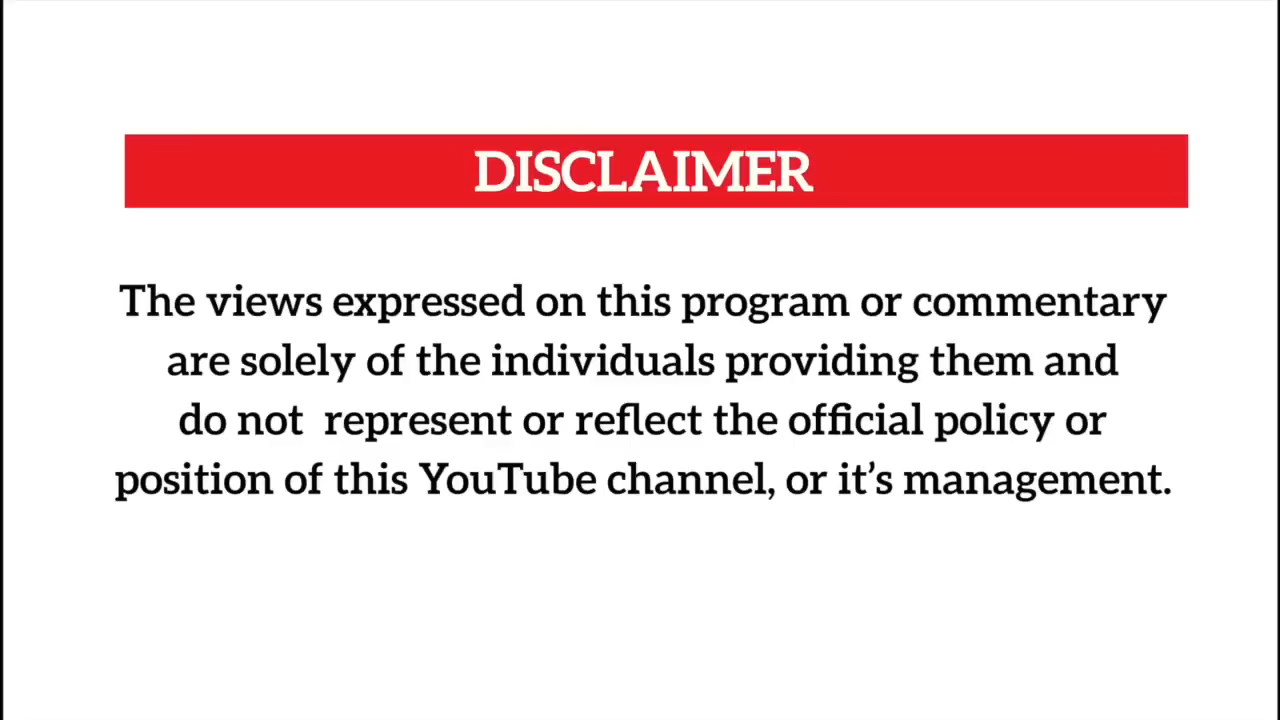 DISCLAIMER
The views expressed on this program or commentary
are solely of the individuals providing them and
do not  represent or reflect the official policy or
position of this YouTube channel, or it’s management.